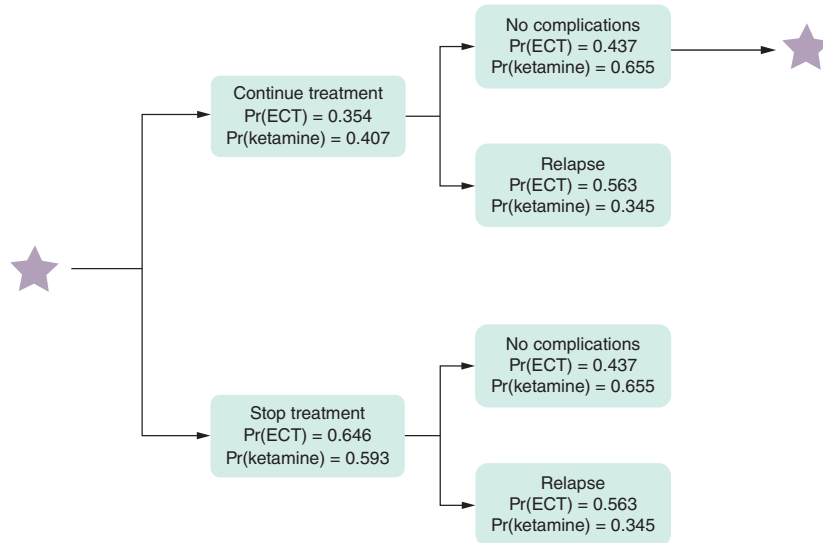 No complications
Pr(ECT) = 0.437
Pr(ketamine) = 0.655
Continue treatment
Pr(ECT) = 0.354
Pr(ketamine) = 0.407
Relapse
Pr(ECT) = 0.563
Pr(ketamine) = 0.345
No complications
Pr(ECT) = 0.437
Pr(ketamine) = 0.655
Stop treatment
Pr(ECT) = 0.646
Pr(ketamine) = 0.593
Relapse
Pr(ECT) = 0.563
Pr(ketamine) = 0.345